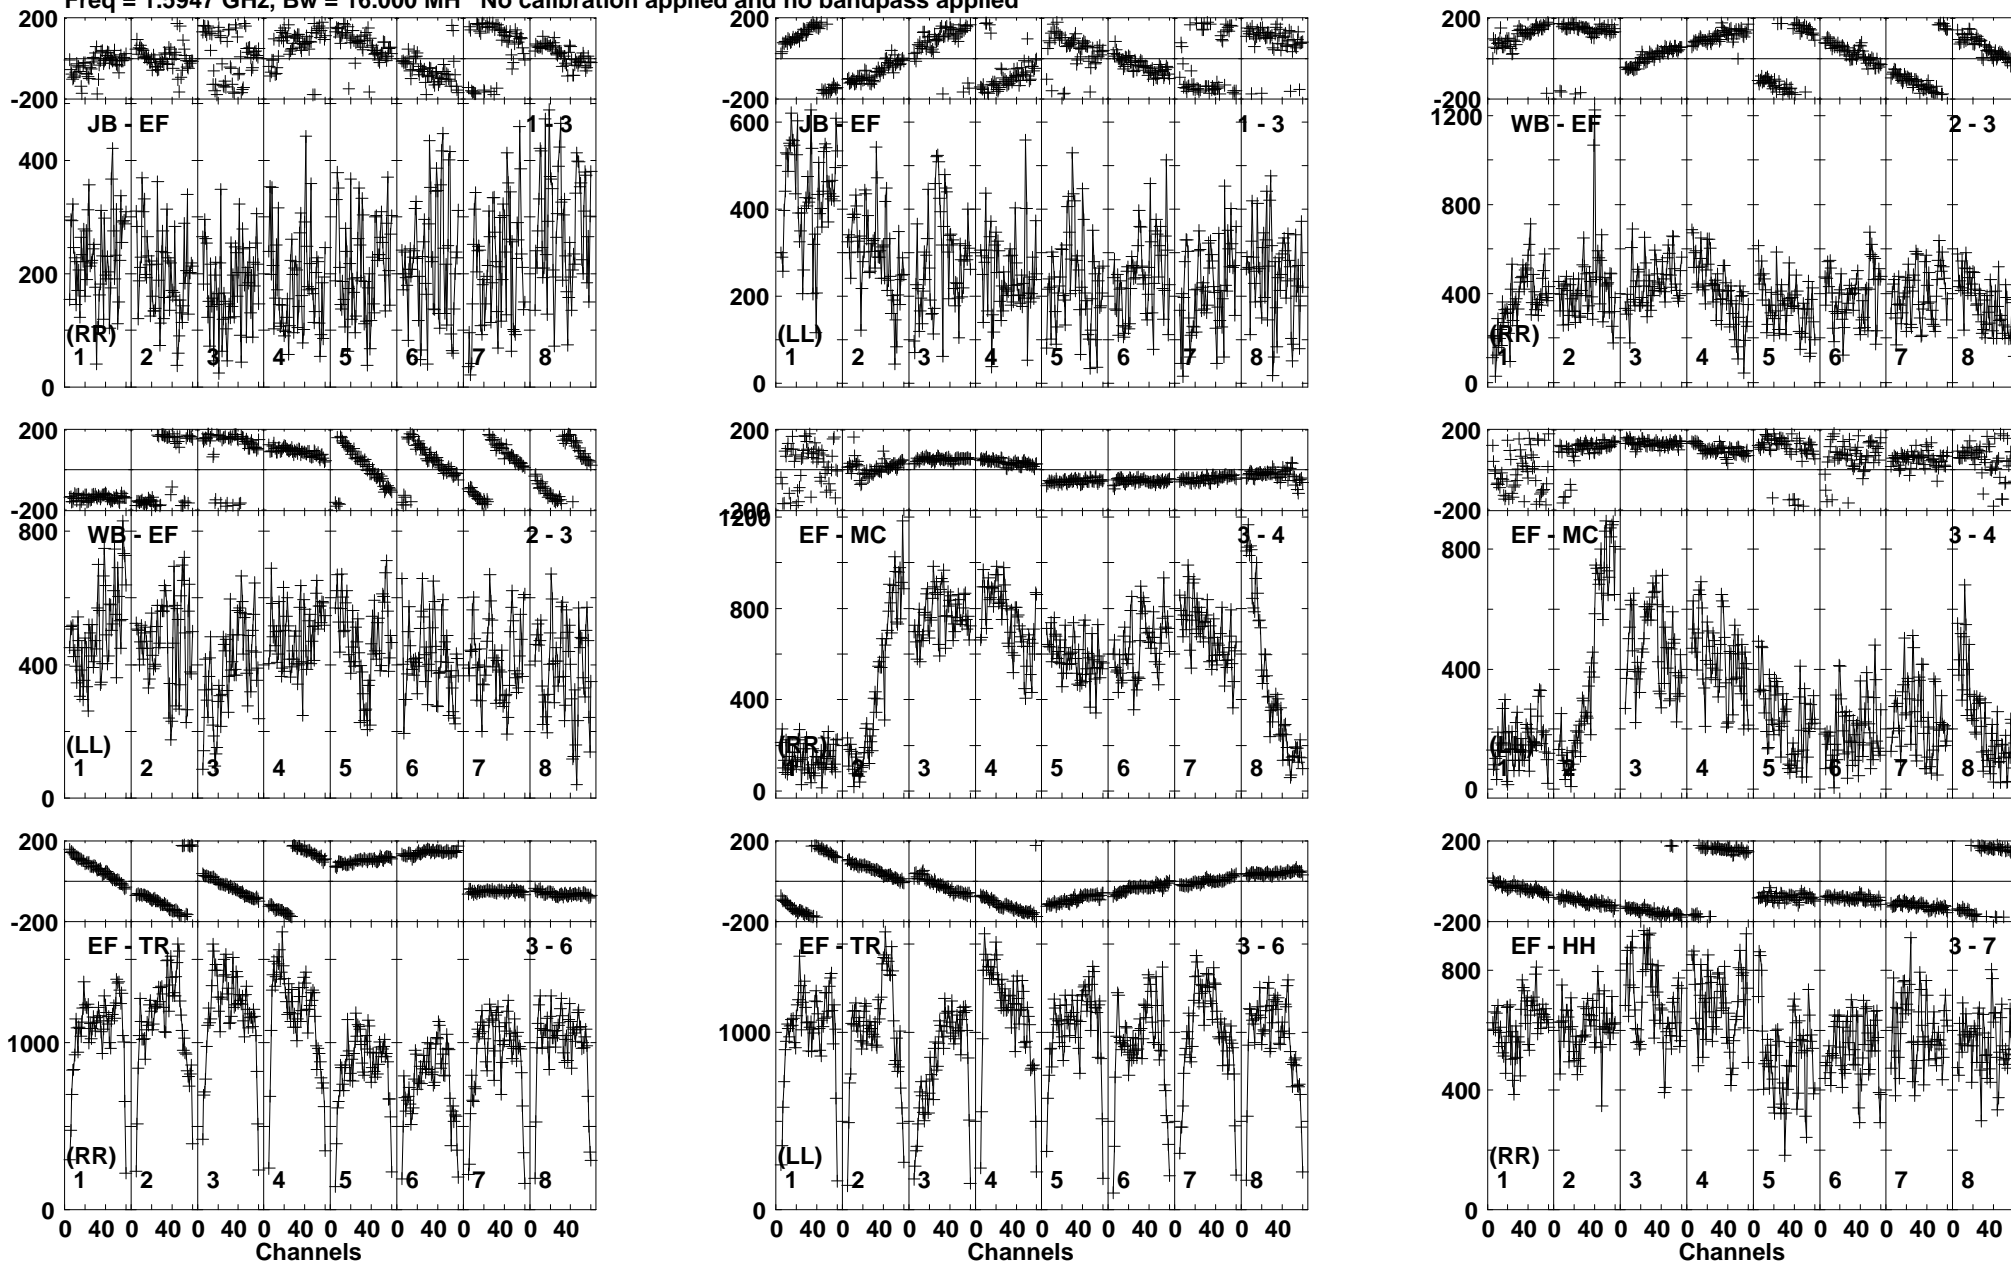 Freq = 1.5947 GHz, Bw = 16.000 MH No calibration applied and no bandpass applied
200 200 200
-200 -200 -200
JB - EF 1 - 3 JB - EF 1 - 3 WB - EF 2 - 3
400 600 1200
200 400 800
0 200 400
0 0
(RR) (LL) (RR)
1 2 3 4 5 6 7 8 1 2 3 4 5 6 7 8 1 2 3 4 5 6 7 8
200 200 200
-200 -200 -200
WB - EF 2 - 3 EF - MC 3 - 4 EF - MC 3 - 4
800 1200 800
400 800 400
0 400 0
0
(LL) (RR) (LL)
1 2 3 4 5 6 7 8 1 2 3 4 5 6 7 8 1 2 3 4 5 6 7 8
200 200 200
-200 -200 -200
EF - TR 3 - 6 EF - TR 3 - 6 EF - HH 3 - 7
1000 1000 800
0 0 400
0
(RR) (LL) (RR)
1 2 3 4 5 6 7 8 1 2 3 4 5 6 7 8 1 2 3 4 5 6 7 8
0 40 0 40 0 40 0 40 0 40 0 40 0 40 0 40 0 40 0 40 0 40 0 40 0 40 0 40 0 40 0 40 0 40 0 40 0 40 0 40 0 40 0 40 0 40 0 40
Channels Channels Channels